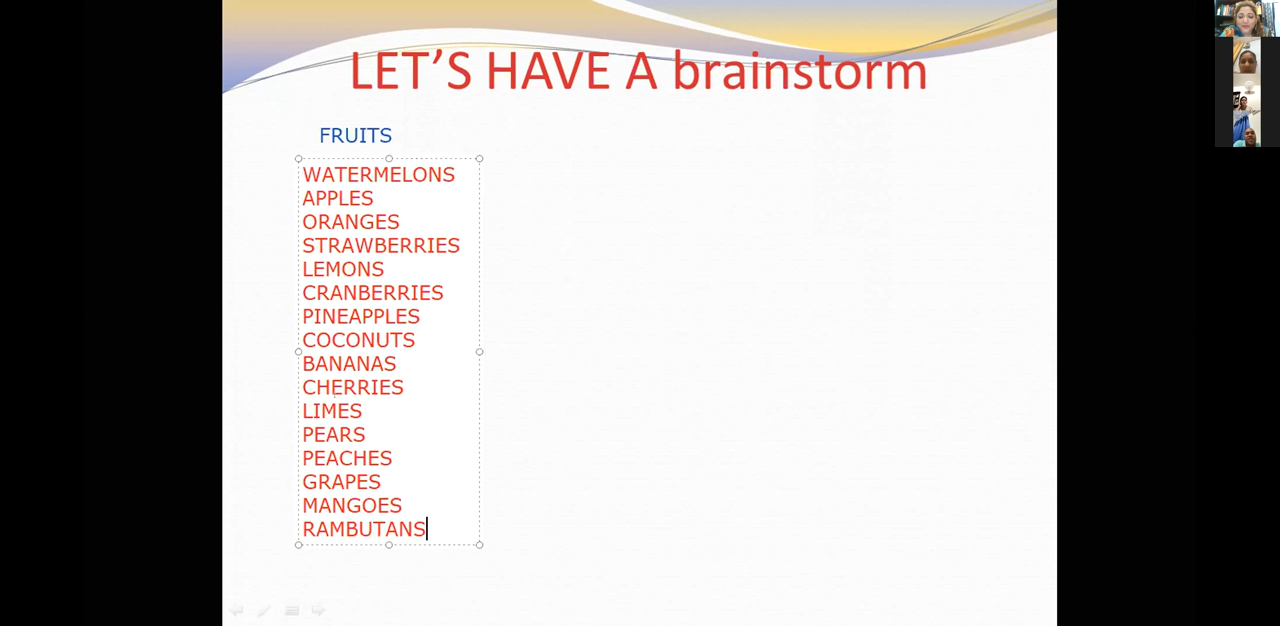 LET’S HAVE A brainstorm
FRUITS
WATERMELONS
APPLES
ORANGES
STRAWBERRIES
LEMONS
CRANBERRIES
PINEAPPLES
COCONUTS
BANANAS
CHERRIES
LIMES
PEARS
PEACHES
GRAPES
MANGOES
RAMBUTANS